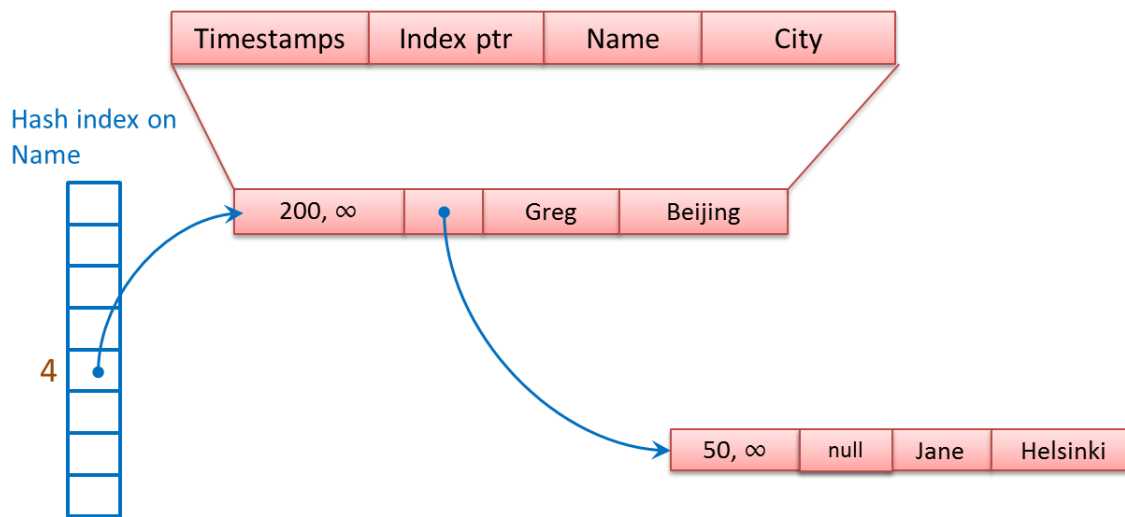 Timestamps Index ptr Name City
Hash index on
Name
200, ∞ Greg Beijing
4
50, ∞ null Jane Helsinki